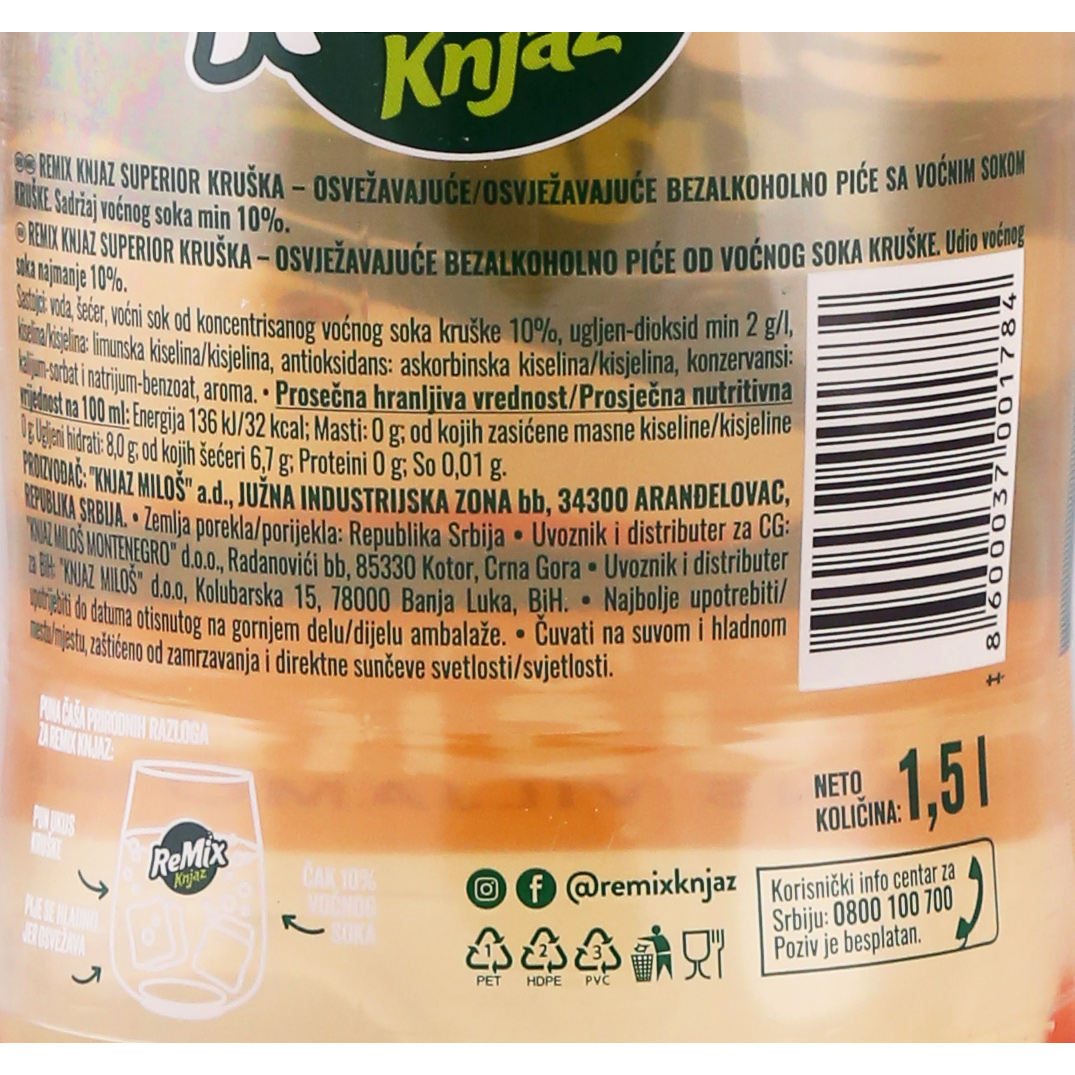 Knjaz
REMIX KNJAZ SUPERIOR KRUŠKA – OSVEŽAVAJUĆE/OSVJEŽAVAJUĆE BEZALKOHOLNO PIĆE SA VOĆNIM SOKOM
KRUŠKE. Sadržaj voćnog soka min 10%.
REMIX KNJAZ SUPERIOR KRUŠKA – OSVJEŽAVAJUĆE BEZALKOHOLNO PIĆE OD VOĆNOG SOKA KRUŠKE. Udio voćnog
soka najmanje 10%.
Sastojci: voda, šećer, voćni sok od koncentrisanog voćnog soka kruške 10%, ugljen-dioksid min 2 g/l,
kiselina/kisjelina: limunska kiselina/kisjelina, antioksidans: askorbinska kiselina/kisjelina, konzervansi:
kalijum-sorbat i natrijum-benzoat, aroma. • Prosečna hranljiva vrednost/Prosječna nutritivna
vrijednost na 100 ml: Energija 136 kJ/32 kcal; Masti: 0 g; od kojih zasićene masne kiseline/kisjeline
0 g; Ugljeni hidrati: 8,0 g; od kojih šećeri 6,7 g; Proteini 0 g; So 0,01 g.
PROIZVOĐAČ: "KNJAZ MILOŠ" a.d., JUŽNA INDUSTRIJSKA ZONA bb, 34300 ARANĐELOVAC,
REPUBLIKA SRBIJA. • Zemlja porekla/porijekla: Republika Srbija • Uvoznik i distributer za CG:
"KNJAZ MILOŠ MONTENEGRO" d.o.o., Radanovići bb, 85330 Kotor, Crna Gora • Uvoznik i distributer
za BiH: "KNJAZ MILOŠ" d.o.o, Kolubarska 15, 78000 Banja Luka, BiH. • Najbolje upotrebiti/
upotrijebiti do datuma otisnutog na gornjem delu/dijelu ambalaže. • Čuvati na suvom i hladnom
mestu/mjestu, zaštićeno od zamrzavanja i direktne sunčeve svetlosti/svjetlosti.
8600037001784
PUNA ČAŠA PRIRODNIH RAZLOGA
ZA REMIX KNJAZ:
PUN UKUS
KRUŠKE
PIJE SE HLADNO
JER OSVEŽAVA
ReMix
Knjaz
ČAK 10%
VOĆNOG
SOKA
NETO
KOLIČINA: 1,5 l
@remixknjaz
1 2 3
PET HDPE PVC
Korisnički info centar za
Srbiju: 0800 100 700
Poziv je besplatan.